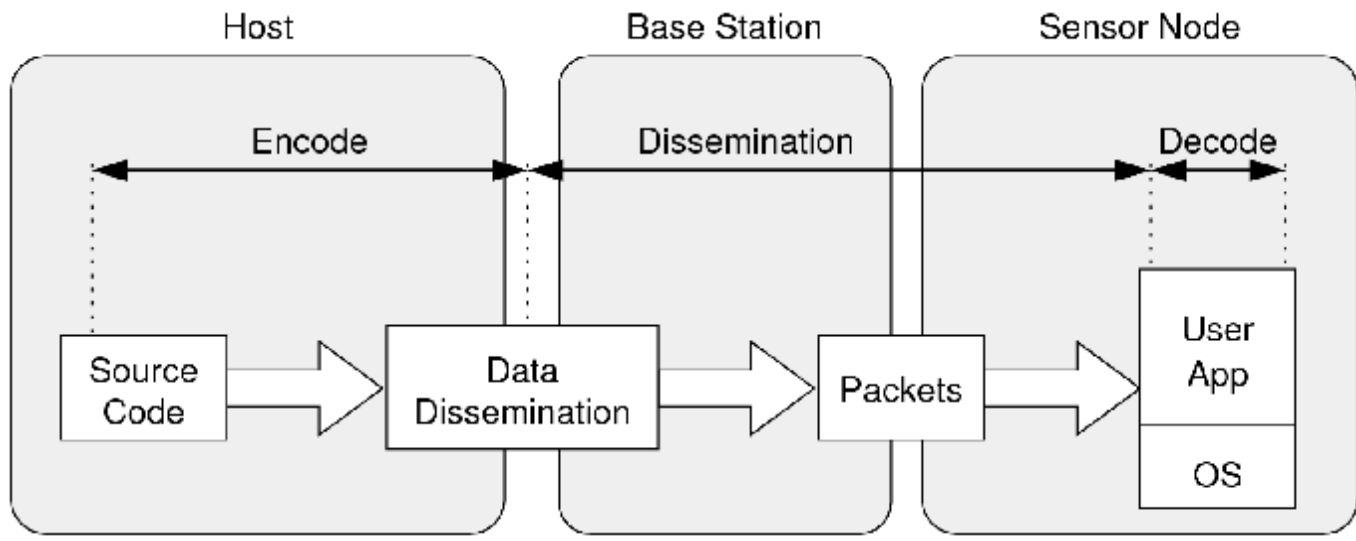 Host
Base Station
Sensor Node
Encode
Dissemination
Decode
Source
Code
Data
Dissemination
Packets
User
App
OS